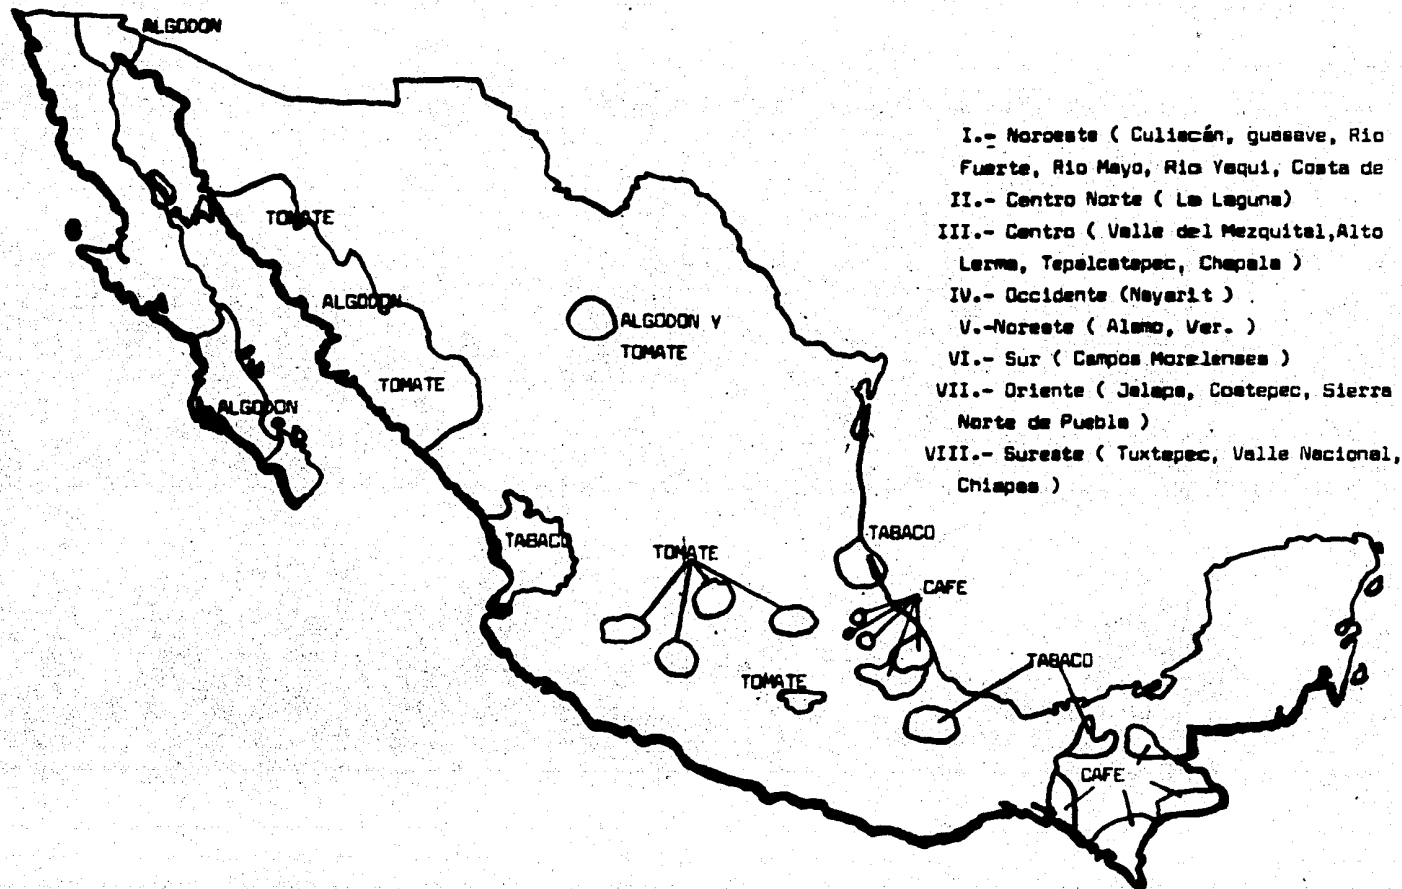 ALGODON
TOMATE
ALGODON
TOMATE
ALGODON
ALGODON Y
TOMATE
TABACO
TOMATE
TOMATE
TABACO
CAFE
TABACO
CAFE
I.- Noroeste ( Culiacán, guasave, Rio
Fuerte, Rio Mayo, Rio Yaqui, Costa de
II.- Centro Norte ( La Laguna)
III.- Centro ( Valle del Mezquital,Alto
Lerma, Tepalcatepec, Chapala )
IV.- Occidente (Nayarit )
V.-Noreste ( Alamo, Ver. )
VI.- Sur ( Campos Morelenses )
VII.- Oriente ( Jalapa, Coatepec, Sierra
Norte de Puebla )
VIII.- Sureste ( Tuxtepec, Valle Nacional,
Chiapas )